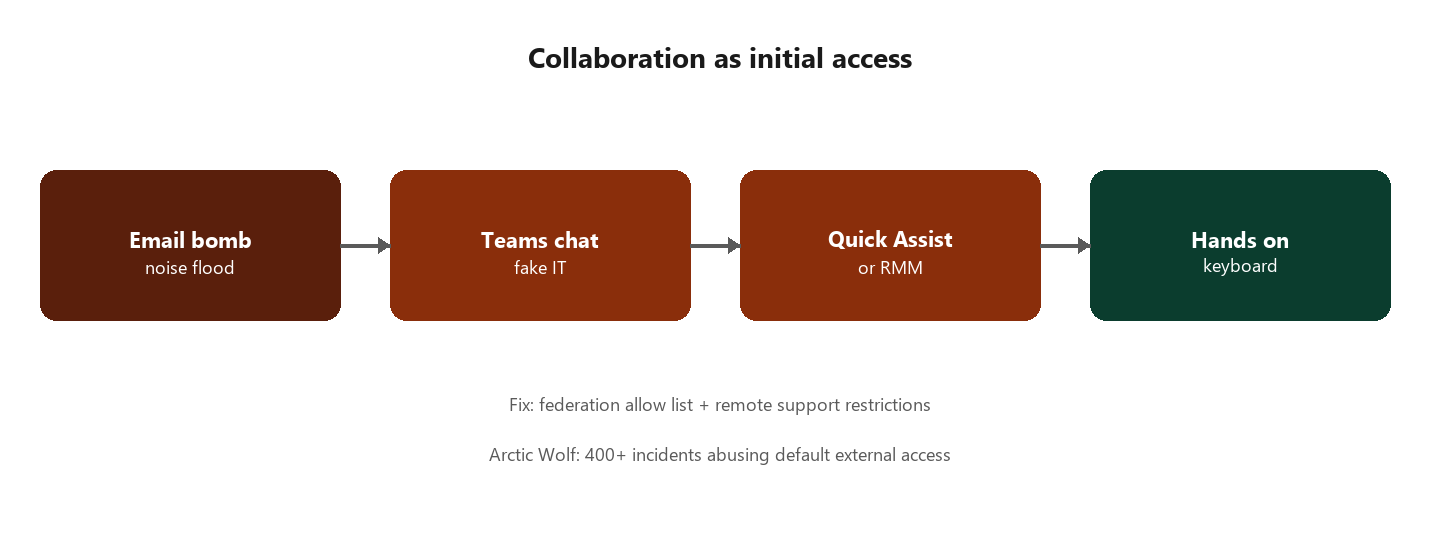 Collaboration as initial access
Email bomb
noise flood
Teams chat
fake IT
Quick Assist
or RMM
Hands on
keyboard
Fix: federation allow list + remote support restrictions
Arctic Wolf: 400+ incidents abusing default external access